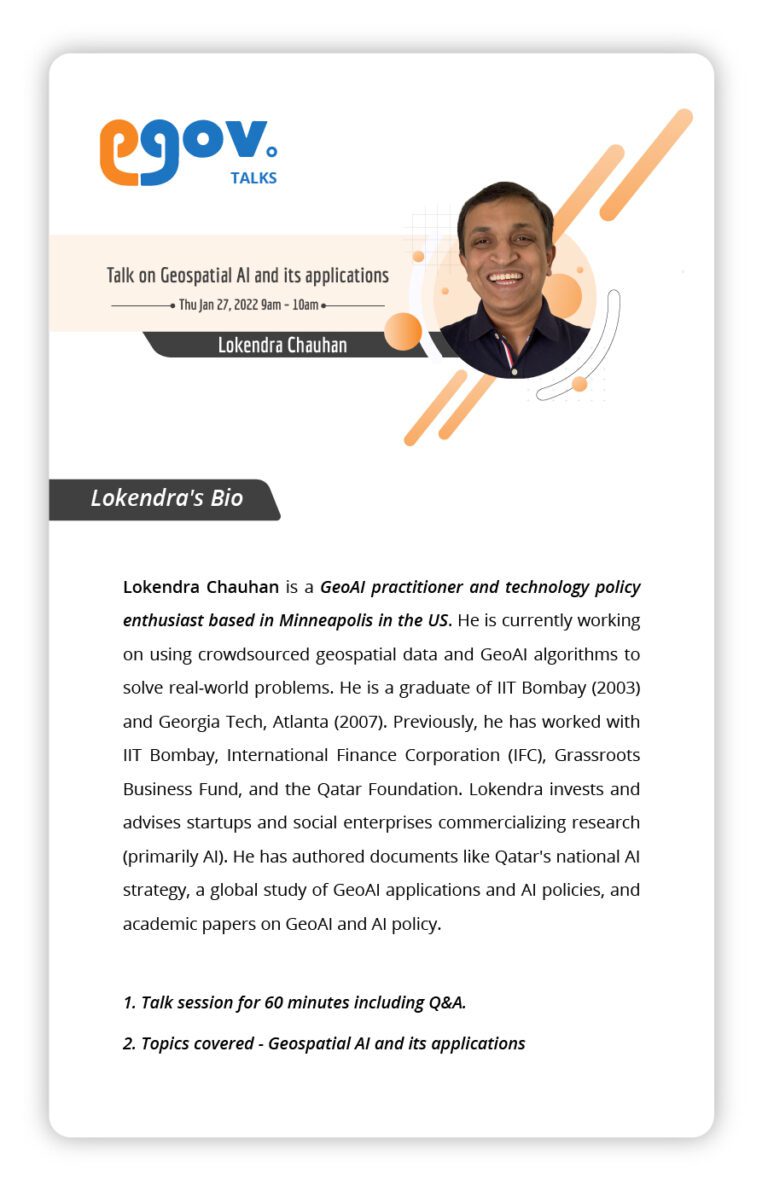 egov.
TALKS
Talk on Geospatial AI and its applications
Thu Jan 27, 2022 9am - 10am
Lokendra Chauhan
Lokendra's Bio
Lokendra Chauhan is a GeoAI practitioner and technology policy
enthusiast based in Minneapolis in the US. He is currently working
on using crowdsourced geospatial data and GeoAI algorithms to
solve real-world problems. He is a graduate of IIT Bombay (2003)
and Georgia Tech, Atlanta (2007). Previously, he has worked with
IIT Bombay, International Finance Corporation (IFC), Grassroots
Business Fund, and the Qatar Foundation. Lokendra invests and
advises startups and social enterprises commercializing research
(primarily AI). He has authored documents like Qatar's national AI
strategy, a global study of GeoAI applications and AI policies, and
academic papers on GeoAI and AI policy.
1. Talk session for 60 minutes including Q&A.
2. Topics covered - Geospatial AI and its applications